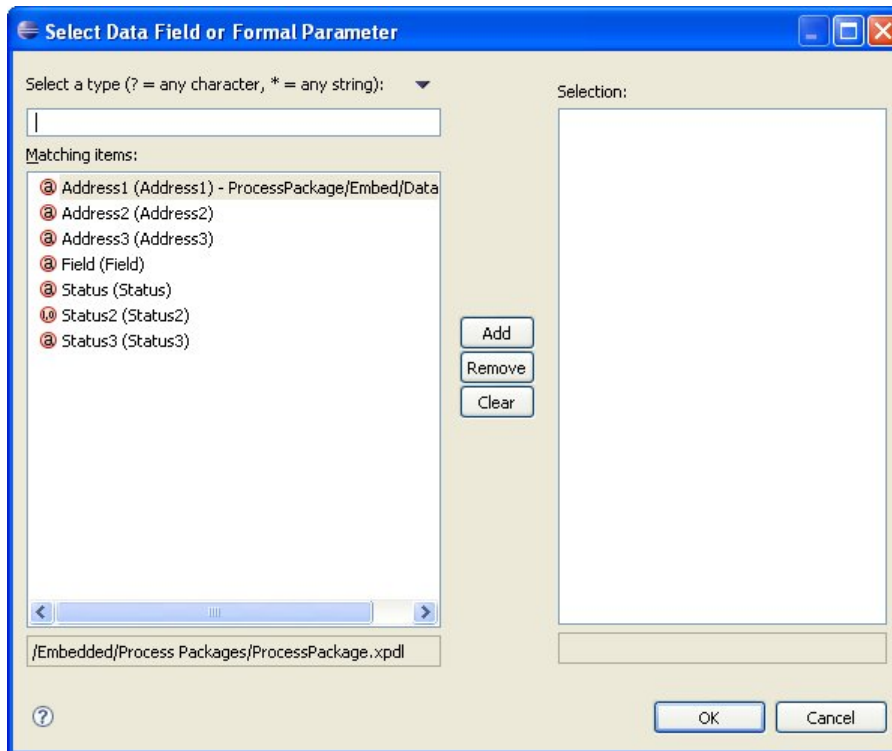 Select Data Field or Formal Parameter
Select a type (? = any character, * = any string):
Matching items:
Address1 (Address1) - ProcessPackage/Embed/Data
Address2 (Address2)
Address3 (Address3)
Field (Field)
Status (Status)
Status2 (Status2)
Status3 (Status3)
/Embedded/Process Packages/ProcessPackage.xpdl
Add
Remove
Clear
Selection:
OK
Cancel